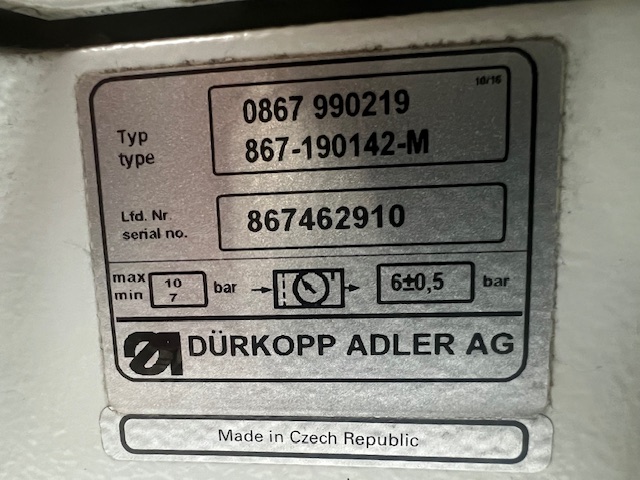 10/16
0867 990219
Typ
type
867-190142-M
Lfd. Nr.
serial no.
867462910
max 10 bar 6±0,5 bar
min 7
DÜRKOPP ADLER AG
Made in Czech Republic